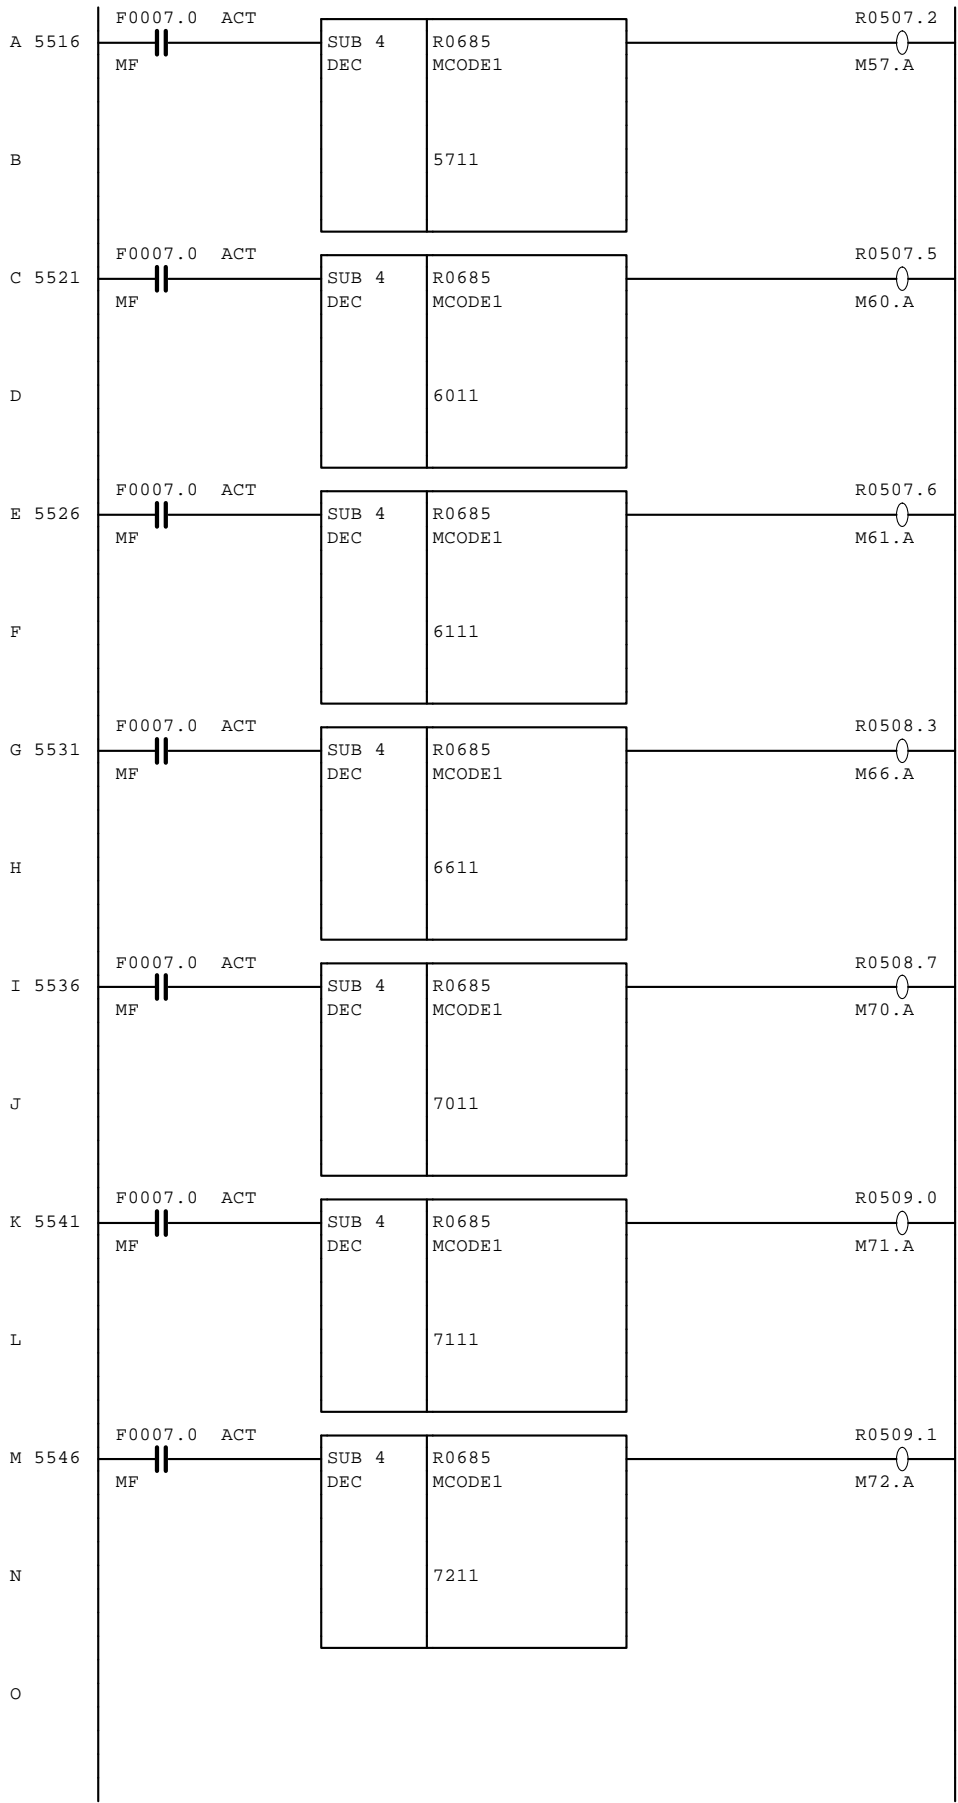 F0007.0 ACT R0507.2
A 5516 SUB 4 R0685
MF DEC MCODE1 M57.A
B 5711
F0007.0 ACT R0507.5
C 5521 SUB 4 R0685
MF DEC MCODE1 M60.A
D 6011
F0007.0 ACT R0507.6
E 5526 SUB 4 R0685
MF DEC MCODE1 M61.A
F 6111
F0007.0 ACT R0508.3
G 5531 SUB 4 R0685
MF DEC MCODE1 M66.A
H 6611
F0007.0 ACT R0508.7
I 5536 SUB 4 R0685
MF DEC MCODE1 M70.A
J 7011
F0007.0 ACT R0509.0
K 5541 SUB 4 R0685
MF DEC MCODE1 M71.A
L 7111
F0007.0 ACT R0509.1
M 5546 SUB 4 R0685
MF DEC MCODE1 M72.A
N 7211
O